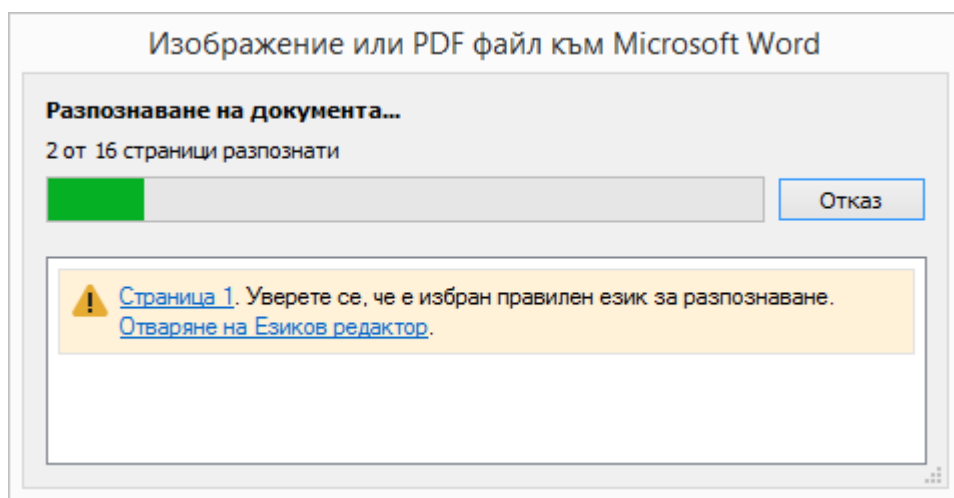 Изображение или PDF файл към Microsoft Word
Разпознаване на документа...
2 от 16 страници разпознати
Отказ
Страница 1. Уверете се, че е избран правилен език за разпознаване.
Отваряне на Езиков редактор.